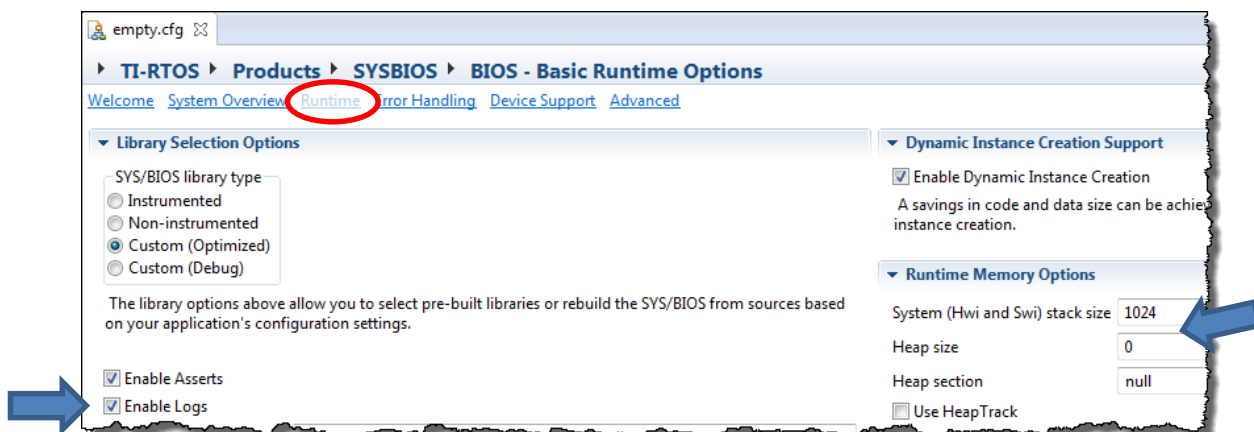 empty.cfg
TI-RTOS Products SYSBIOS BIOS - Basic Runtime Options
Welcome System Overview Runtime Error Handling Device Support Advanced
Library Selection Options
SYS/BIOS library type
Instrumented
Non-instrumented
Custom (Optimized)
Custom (Debug)
The library options above allow you to select pre-built libraries or rebuild the SYS/BIOS from sources based
on your application's configuration settings.
Enable Asserts
Enable Logs
Dynamic Instance Creation Support
Enable Dynamic Instance Creation
A savings in code and data size can be achiev
instance creation.
Runtime Memory Options
System (Hwi and Swi) stack size 1024
Heap size 0
Heap section null
Use HeapTrack